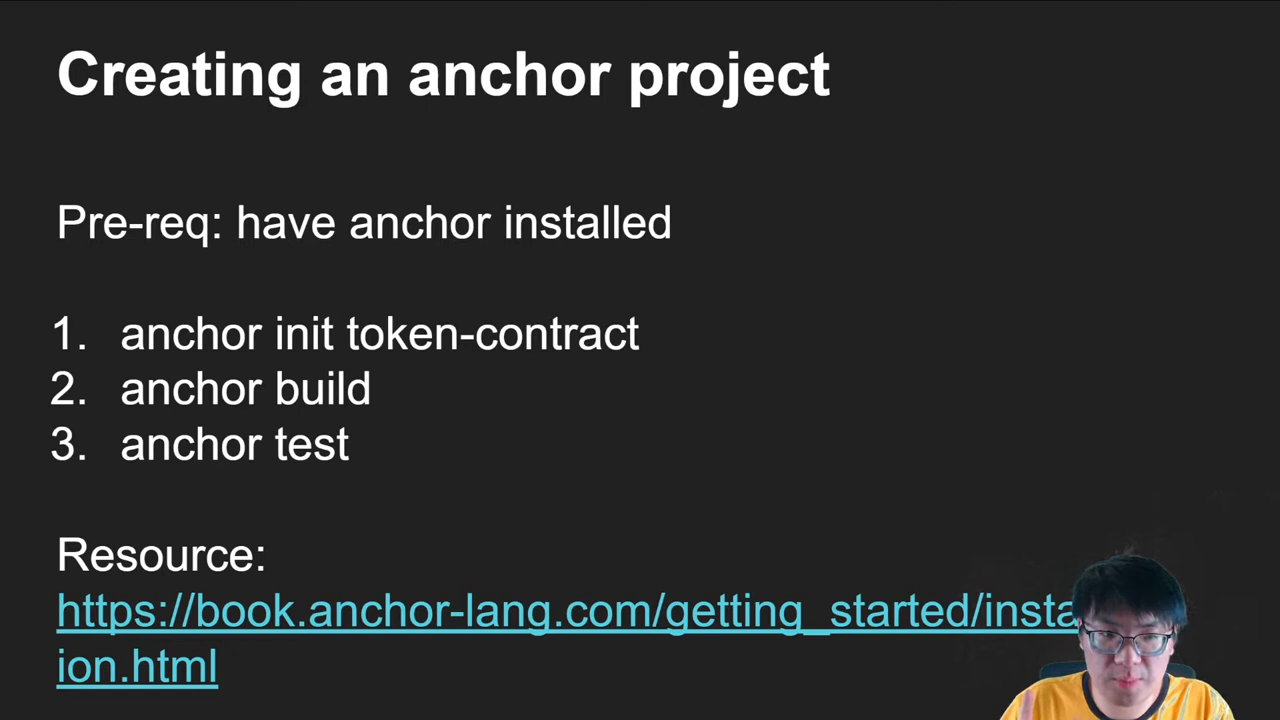 Creating an anchor project
Pre-req: have anchor installed
1. anchor init token-contract
2. anchor build
3. anchor test
Resource:
https://book.anchor-lang.com/getting_started/insta
ion.html